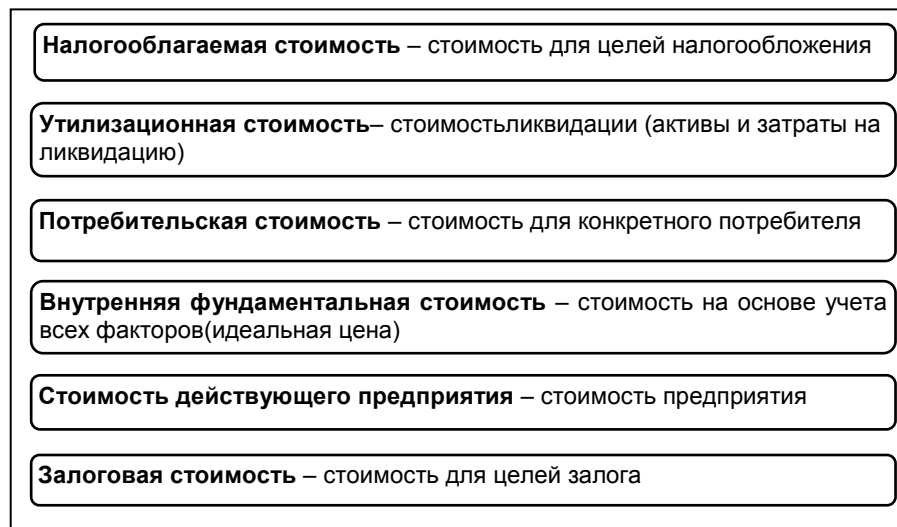 Налогооблагаемая стоимость – стоимость для целей налогообложения
Утилизационная стоимость– стоимостьликвидации (активы и затраты на
ликвидацию)
Потребительская стоимость – стоимость для конкретного потребителя
Внутренняя фундаментальная стоимость – стоимость на основе учета
всех факторов(идеальная цена)
Стоимость действующего предприятия – стоимость предприятия
Залоговая стоимость – стоимость для целей залога